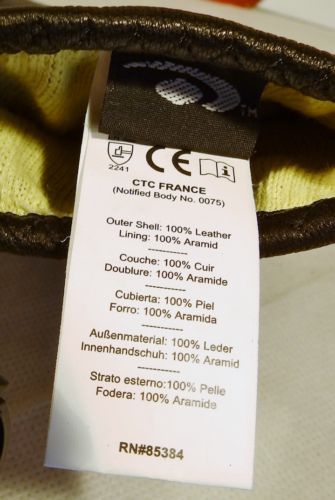 TM
2241
CE
CTC FRANCE
(Notified Body No. 0075)
Outer Shell: 100% Leather
Lining: 100% Aramid
-----------
Couche: 100% Cuir
Doublure: 100% Aramide
-----------
Cubierta: 100% Piel
Forro: 100% Aramida
-----------
Außenmaterial: 100% Leder
Innenhandschuh: 100% Aramid
-----------
Strato esterno:100% Pelle
Fodera: 100% Aramide
RN#85384